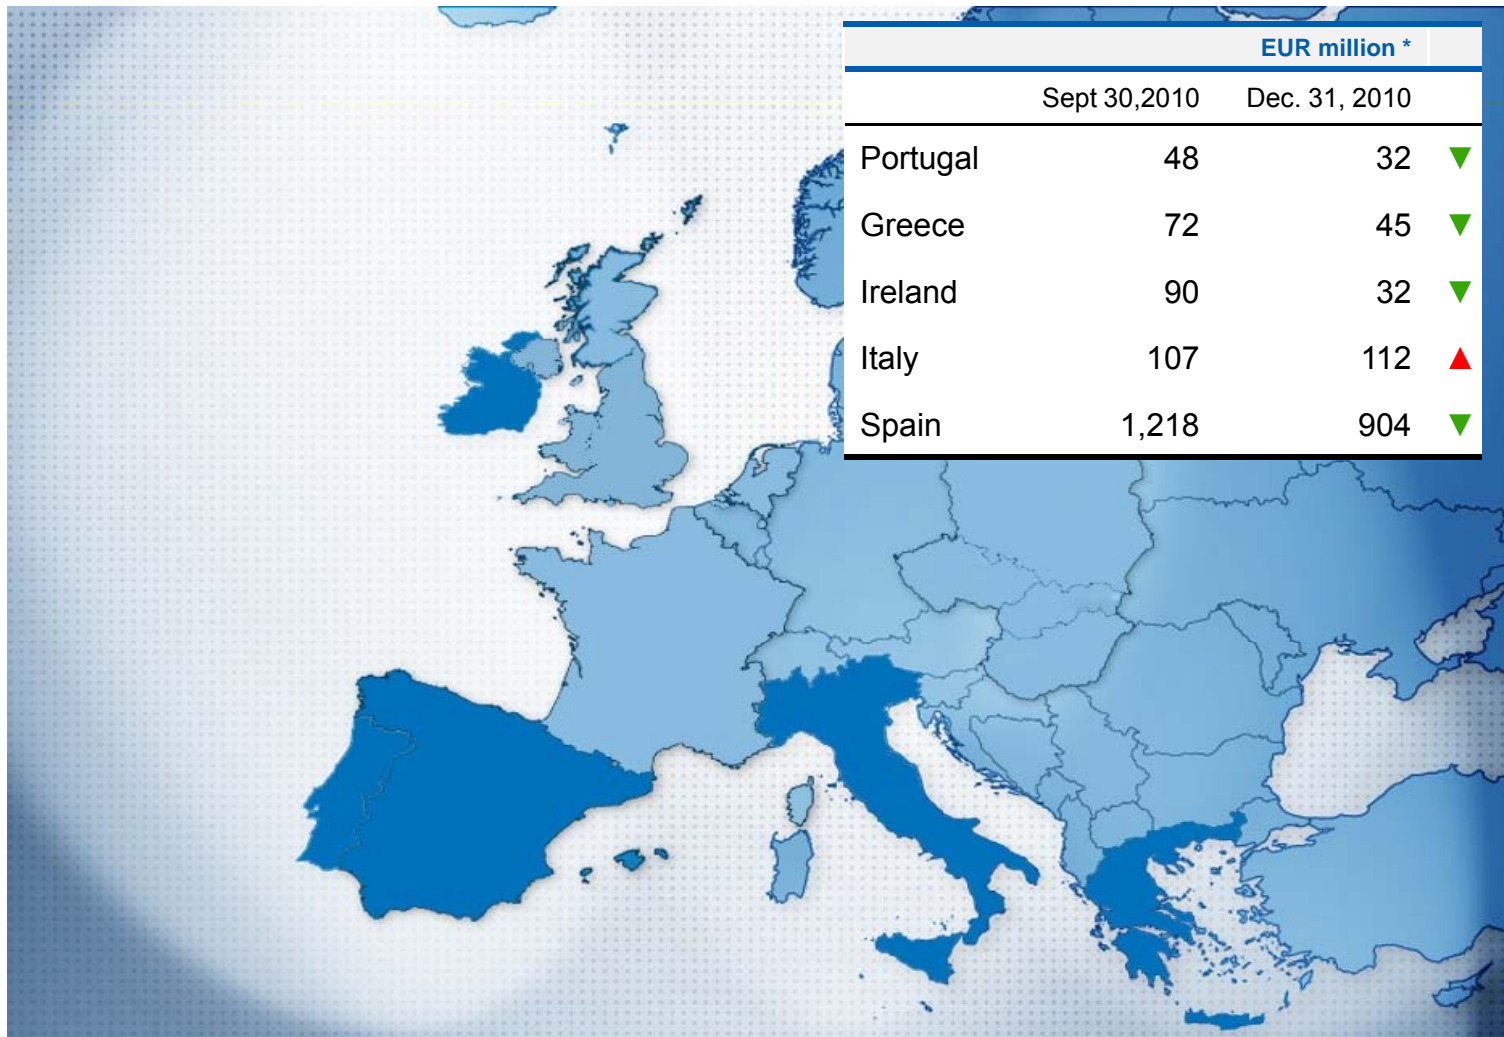 EUR million *
Sept 30,2010 Dec. 31, 2010
Portugal 48 32 ▼
Greece 72 45 ▼
Ireland 90 32 ▼
Italy 107 112 ▲
Spain 1,218 904 ▼